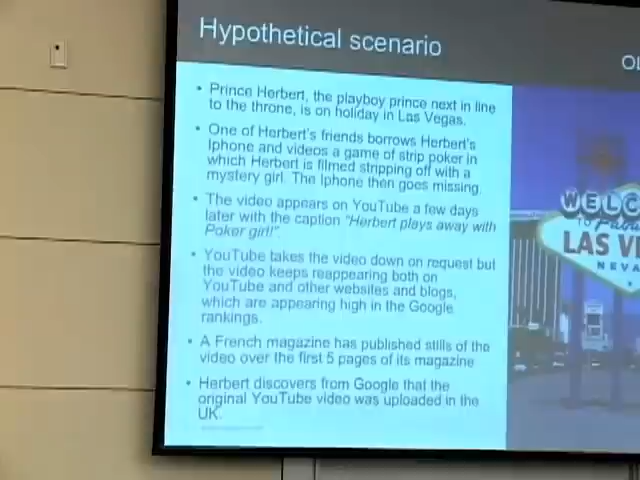 Hypothetical scenario
OL
• Prince Herbert, the playboy prince next in line
to the throne, is on holiday in Las Vegas.
• One of Herbert's friends borrows Herbert's
Iphone and videos a game of strip poker in
which Herbert is filmed stripping off with a
mystery girl. The Iphone then goes missing.
• The video appears on YouTube a few days
later with the caption "Herbert plays away with
Poker girl!".
• YouTube takes the video down on request but
the video keeps reappearing both on
YouTube and other websites and blogs,
which are appearing high in the Google
rankings.
• A French magazine has published stills of the
video over the first 5 pages of its magazine
• Herbert discovers from Google that the
original YouTube video was uploaded in the
UK.
WELC
To Fabu
LAS VE
NEVA